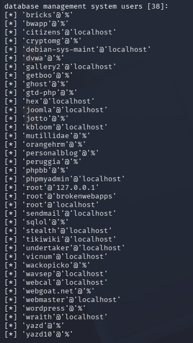 database management system users [38]:
[*] 'bricks'@'%'
[*] 'bwapp'@'%'
[*] 'citizens'@'localhost'
[*] 'cryptomg'@'%'
[*] 'debian-sys-maint'@'localhost'
[*] 'dvwa'@'%'
[*] 'gallery2'@'localhost'
[*] 'getboo'@'%'
[*] 'ghost'@'%'
[*] 'gtd-php'@'%'
[*] 'hex'@'localhost'
[*] 'joomla'@'localhost'
[*] 'jotto'@'%'
[*] 'kbloom'@'localhost'
[*] 'mutillidae'@'%'
[*] 'orangehrm'@'%'
[*] 'personalblog'@'%'
[*] 'peruggia'@'%'
[*] 'phpbb'@'%'
[*] 'phpmyadmin'@'localhost'
[*] 'root'@'127.0.0.1'
[*] 'root'@'brokenwebapps'
[*] 'root'@'localhost'
[*] 'sendmail'@'localhost'
[*] 'sqlol'@'%'
[*] 'stealth'@'localhost'
[*] 'tikiwiki'@'localhost'
[*] 'undertaker'@'localhost'
[*] 'vicnum'@'localhost'
[*] 'wackopicko'@'%'
[*] 'wavsep'@'localhost'
[*] 'webcal'@'localhost'
[*] 'webgoat.net'@'%'
[*] 'webmaster'@'localhost'
[*] 'wordpress'@'%'
[*] 'wraith'@'localhost'
[*] 'yazd'@'%'
[*] 'yazd10'@'%'